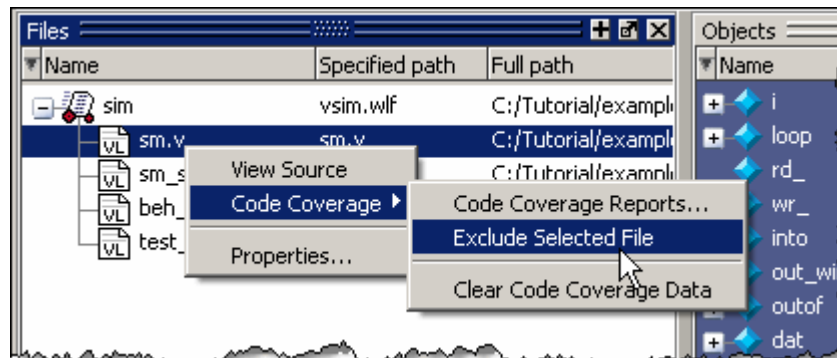 Files
Objects
Name Specified path Full path
Name
sim vsim.wlf C:/Tutorial/exampl
i
sm.v sm.v C:/Tutorial/exampl
loop
sm_s C:/Tutorial/exampl
rd_
View Source
beh_
Code Coverage
Code Coverage Reports...
wr_
test_
Exclude Selected File
into
Properties...
out_wi
Clear Code Coverage Data
outof
dat